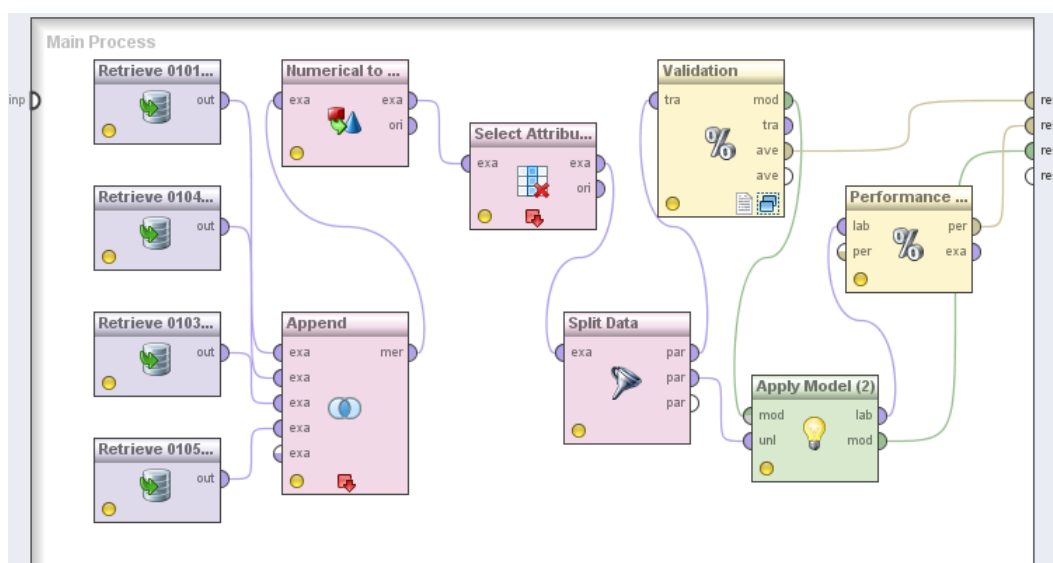 Main Process
inp
Retrieve 0101...
out
Retrieve 0104...
out
Retrieve 0103...
out
Retrieve 0105...
out
Numerical to ...
exa exa
ori
Append
exa mer
exa
exa
exa
exa
Select Attribu...
exa exa
ori
Split Data
exa par
par
par
Validation
tra mod
tra
ave
ave
Apply Model (2)
mod lab
unl mod
Performance ...
lab per
per exa
%
%
re
re
res
re